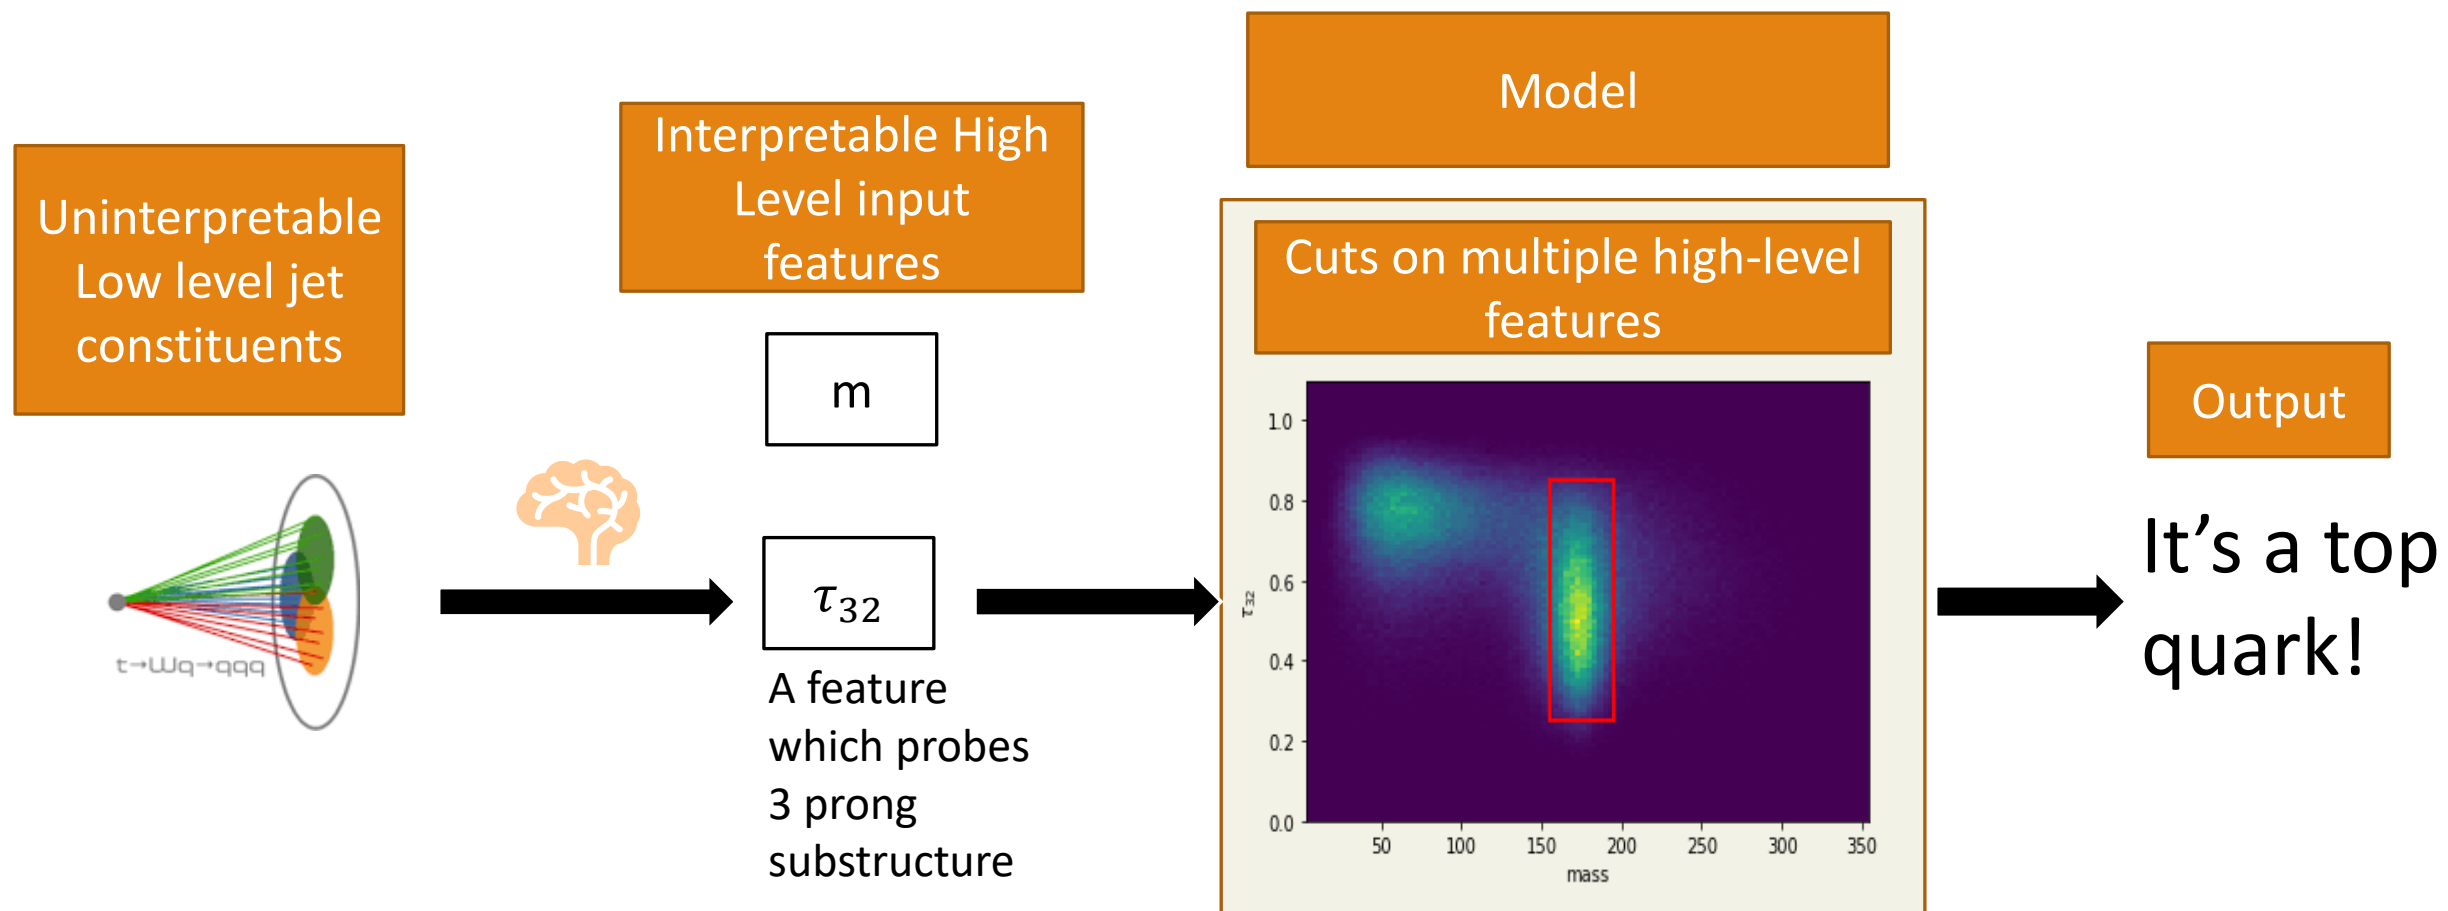 Uninterpretable
Low level jet
constituents
t→Wq→qqq
Interpretable High
Level input
features
m
τ₃₂
A feature
which probes
3 prong
substructure
Model
Cuts on multiple high-level
features
1.0
0.8
0.6
0.4
0.2
0.0
τ₃₂
50 100 150 200 250 300 350
mass
Output
It’s a top
quark!